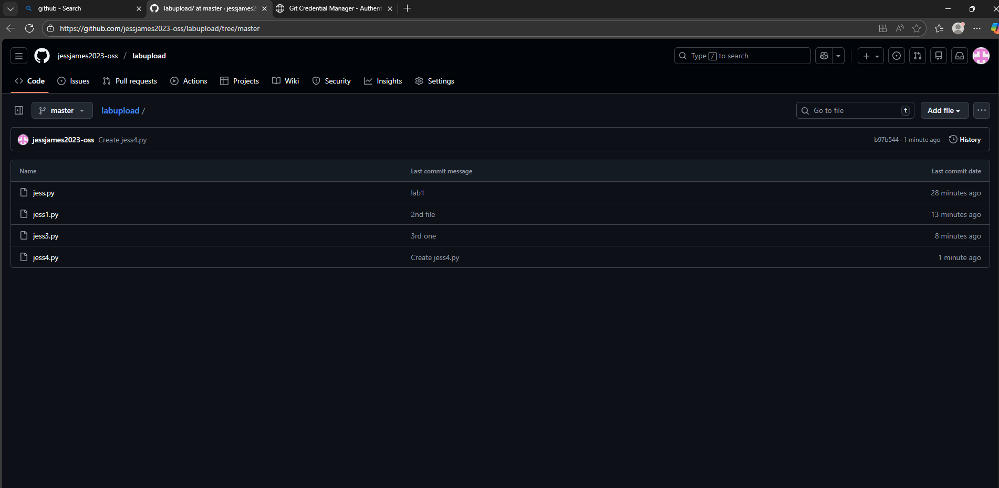 github - Search
labupload/ at master · jessjames2
Git Credential Manager - Authent
https://github.com/jessjames2023-oss/labupload/tree/master
jessjames2023-oss / labupload
Type / to search
Code Issues Pull requests Actions Projects Wiki Security Insights Settings
master labupload / Go to file t Add file
jessjames2023-oss Create jess4.py b97b544 · 1 minute ago History
Name Last commit message Last commit date
jess.py lab1 28 minutes ago
jess1.py 2nd file 13 minutes ago
jess3.py 3rd one 8 minutes ago
jess4.py Create jess4.py 1 minute ago